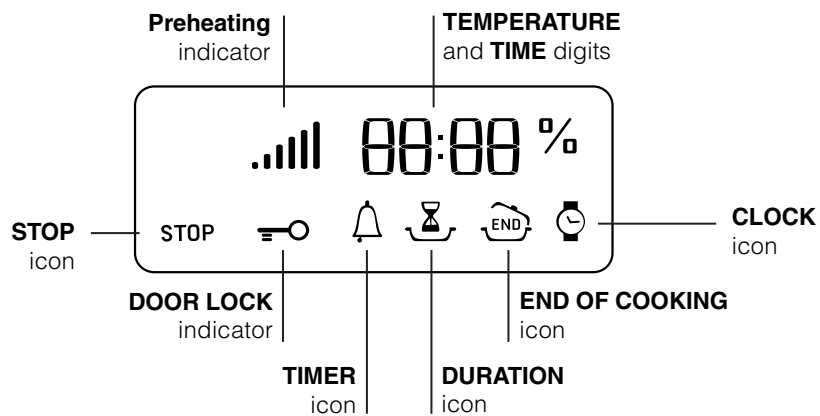 Preheating
indicator
TEMPERATURE
and TIME digits
88:88 %
STOP
icon
STOP
END
CLOCK
icon
DOOR LOCK
indicator
END OF COOKING
icon
TIMER
icon
DURATION
icon